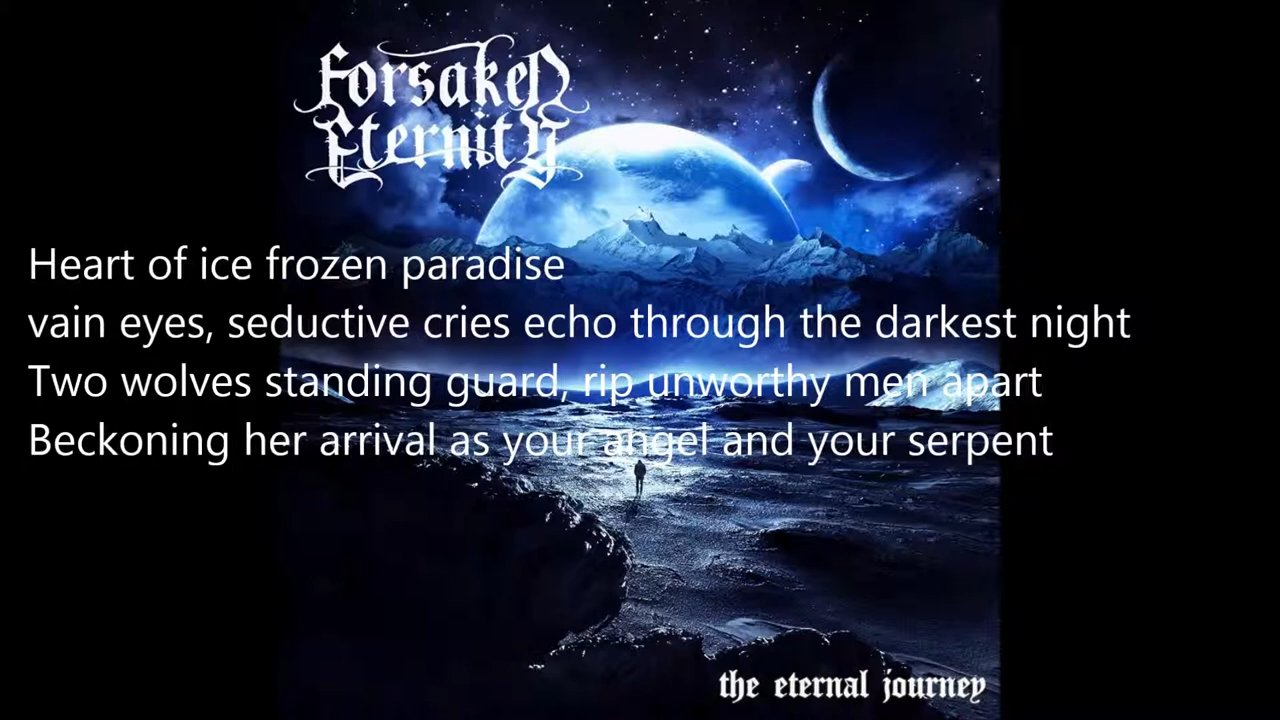 Forsaken
Eternity
Heart of ice frozen paradise
vain eyes, seductive cries echo through the darkest night
Two wolves standing guard, rip unworthy men apart
Beckoning her arrival as your angel and your serpent
the eternal journey